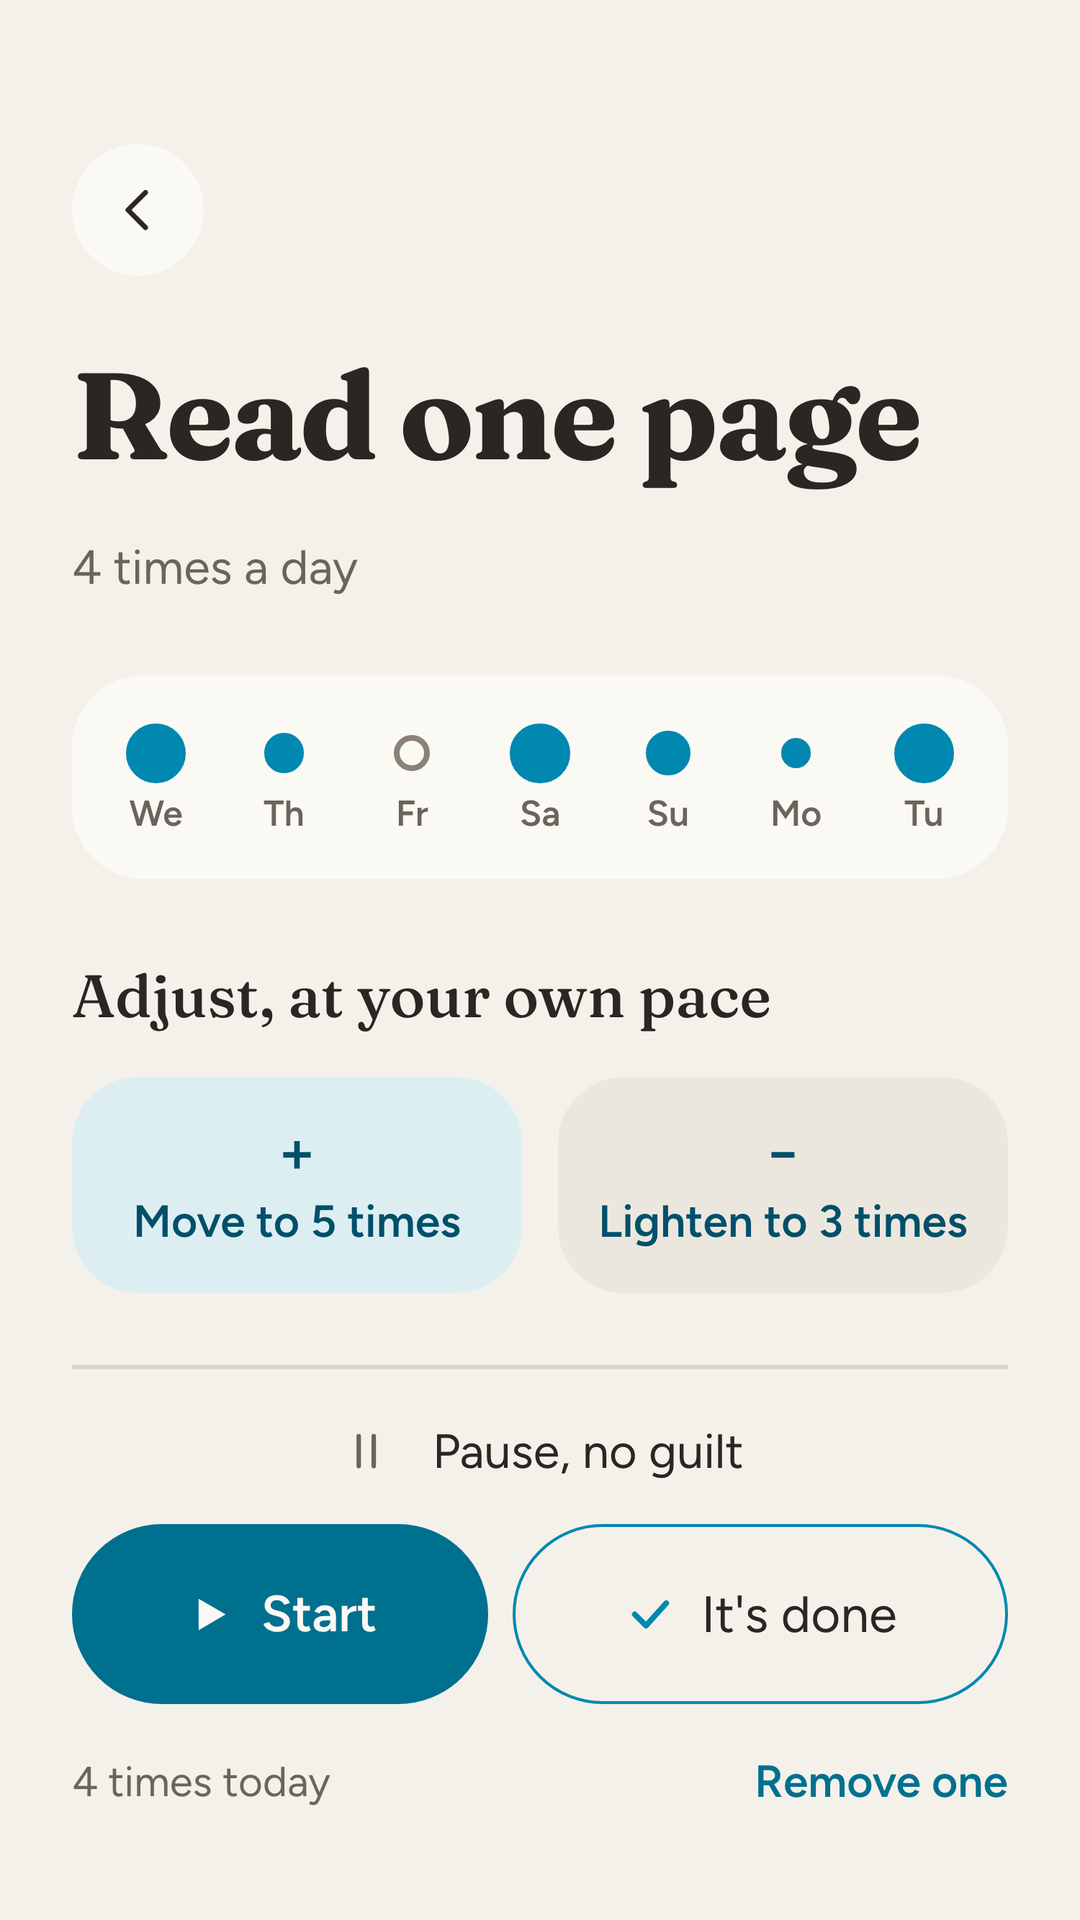 Read one page
4 times a day
We Th Fr Sa Su Mo Tu
Adjust, at your own pace
+ −
Move to 5 times Lighten to 3 times
Pause, no guilt
Start It's done
4 times today Remove one